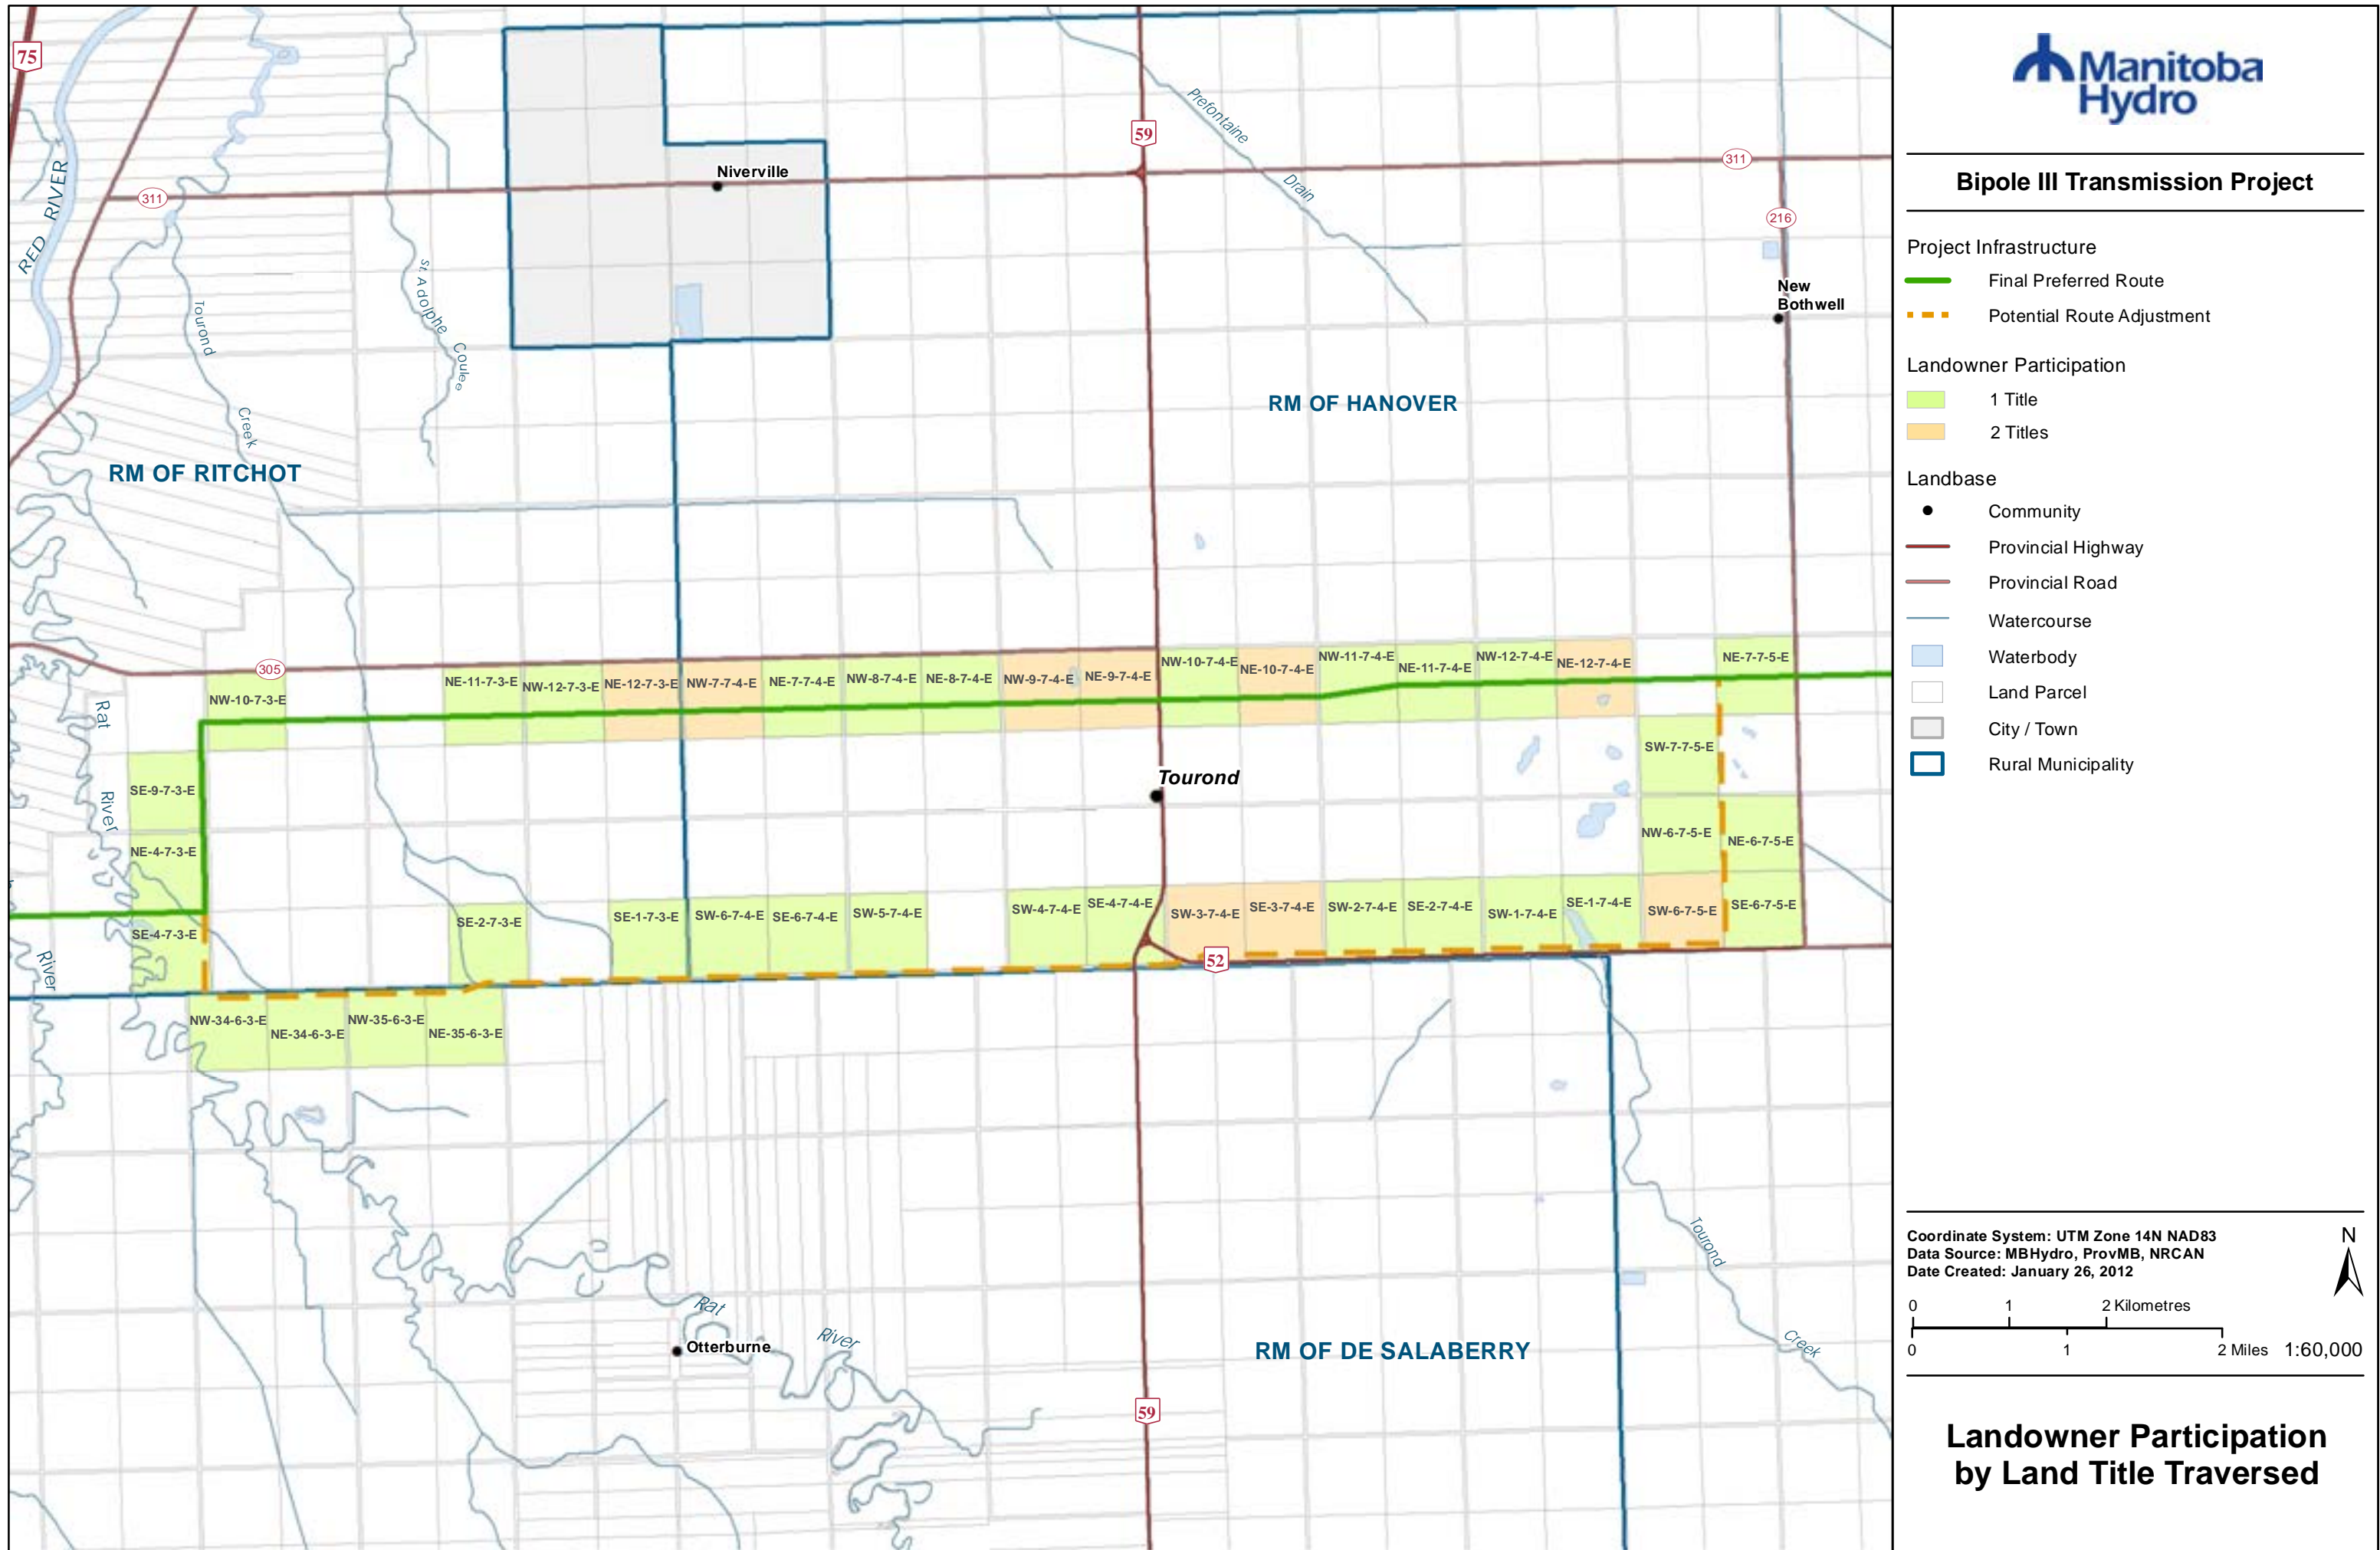 75
RED RIVER
311
Niverville
59
Prefontaine
Drain
311
216
New
Bothwell
Tourond
Creek
St Adolphe
Coulee
RM OF RITCHOT
RM OF HANOVER
305
NW-10-7-3-E
NE-11-7-3-E
NW-12-7-3-E
NE-12-7-3-E
NW-7-7-4-E
NE-7-7-4-E
NW-8-7-4-E
NE-8-7-4-E
NW-9-7-4-E
NE-9-7-4-E
NW-10-7-4-E
NE-10-7-4-E
NW-11-7-4-E
NE-11-7-4-E
NW-12-7-4-E
NE-12-7-4-E
NE-7-7-5-E
Rat
River
SE-9-7-3-E
NE-4-7-3-E
SE-4-7-3-E
River
Tourond
SW-7-7-5-E
NW-6-7-5-E
NE-6-7-5-E
SE-2-7-3-E
SE-1-7-3-E
SW-6-7-4-E
SE-6-7-4-E
SW-5-7-4-E
SW-4-7-4-E
SE-4-7-4-E
SW-3-7-4-E
SE-3-7-4-E
SW-2-7-4-E
SE-2-7-4-E
SW-1-7-4-E
SE-1-7-4-E
SW-6-7-5-E
SE-6-7-5-E
52
NW-34-6-3-E
NE-34-6-3-E
NW-35-6-3-E
NE-35-6-3-E
Rat
River
Otterburne
59
RM OF DE SALABERRY
Tourond
Creek
Manitoba
Hydro
Bipole III Transmission Project
Project Infrastructure
Final Preferred Route
Potential Route Adjustment
Landowner Participation
1 Title
2 Titles
Landbase
Community
Provincial Highway
Provincial Road
Watercourse
Waterbody
Land Parcel
City / Town
Rural Municipality
Coordinate System: UTM Zone 14N NAD83
Data Source: MBHydro, ProvMB, NRCAN
Date Created: January 26, 2012
N
0 1 2 Kilometres
0 1 2 Miles 1:60,000
Landowner Participation
by Land Title Traversed